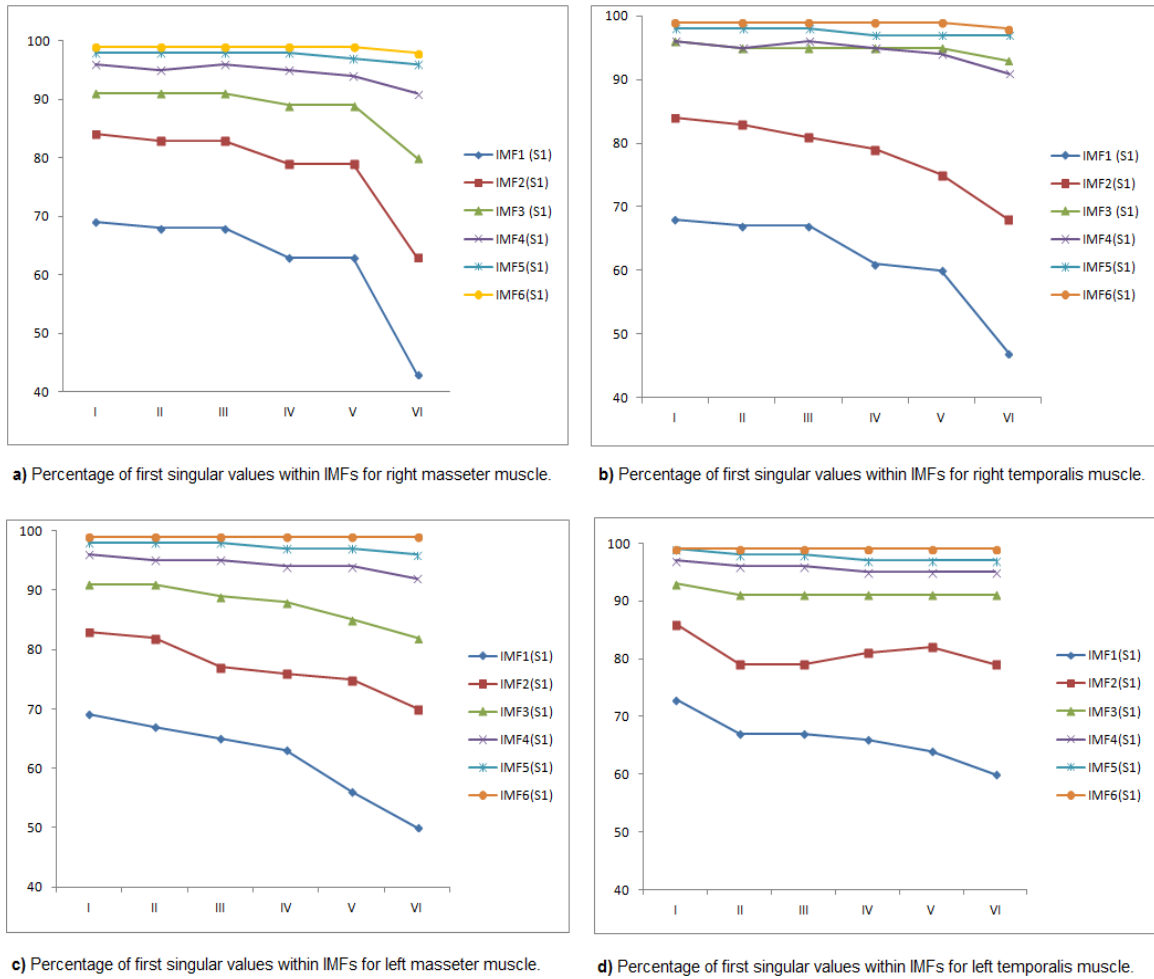 100
90
80
70
60
50
40
I II III IV V VI
IMF1 (S1)
IMF2(S1)
IMF3 (S1)
IMF4(S1)
IMF5(S1)
IMF6(S1)
a) Percentage of first singular values within IMFs for right masseter muscle.
100
90
80
70
60
50
40
I II III IV V VI
IMF1 (S1)
IMF2(S1)
IMF3 (S1)
IMF4(S1)
IMF5(S1)
IMF6(S1)
b) Percentage of first singular values within IMFs for right temporalis muscle.
100
90
80
70
60
50
40
I II III IV V VI
IMF1(S1)
IMF2(S1)
IMF3(S1)
IMF4(S1)
IMF5(S1)
IMF6(S1)
c) Percentage of first singular values within IMFs for left masseter muscle.
100
90
80
70
60
50
40
I II III IV V VI
IMF1(S1)
IMF2(S1)
IMF3(S1)
IMF4(S1)
IMF5(S1)
IMF6(S1)
d) Percentage of first singular values within IMFs for left temporalis muscle.